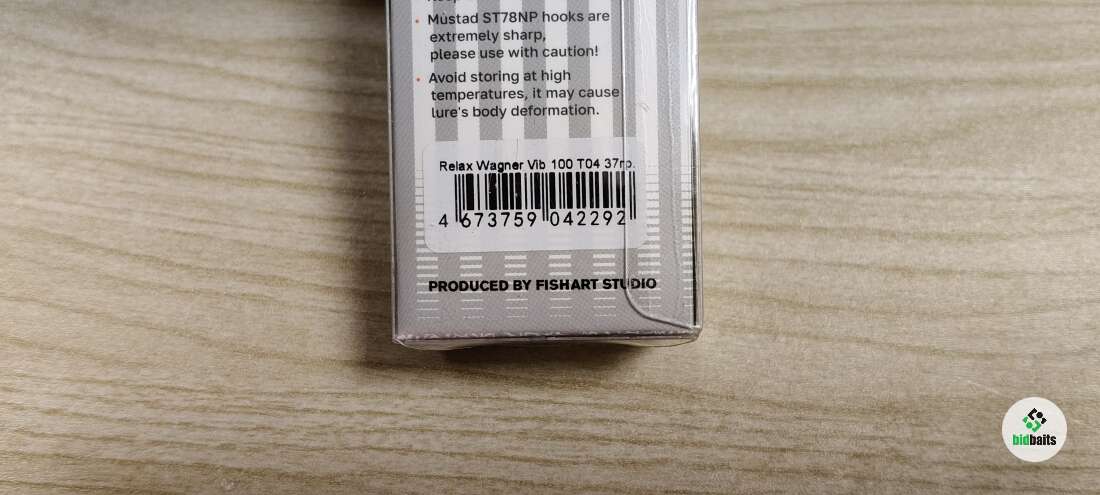 • Mustad ST78NP hooks are
extremely sharp,
please use with caution!
• Avoid storing at high
temperatures, it may cause
lure's body deformation.
Relax Wagner Vib 100 T04 37гр.
4 673759 042292
PRODUCED BY FISHART STUDIO
bidbaits